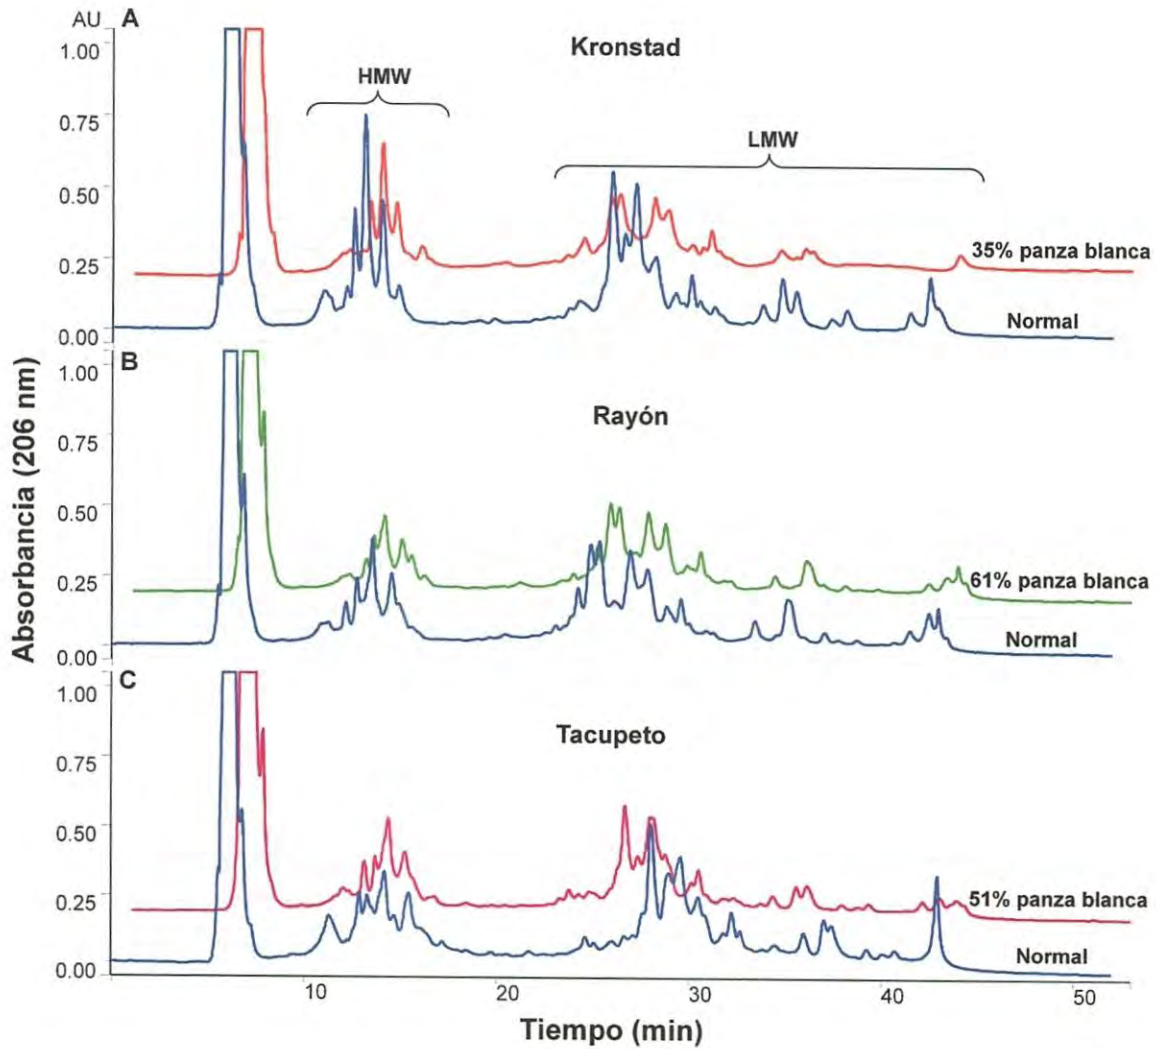 AU
A
1.00
Kronstad
HMW
0.75
LMW
0.50
0.25
35% panza blanca
0.00
Normal
B
1.00
Rayón
0.75
0.50
0.25
61% panza blanca
0.00
Normal
C
1.00
Tacupeto
0.75
0.50
0.25
51% panza blanca
0.00
Normal
10
20
30
40
50
Tiempo (min)
Absorbancia (206 nm)